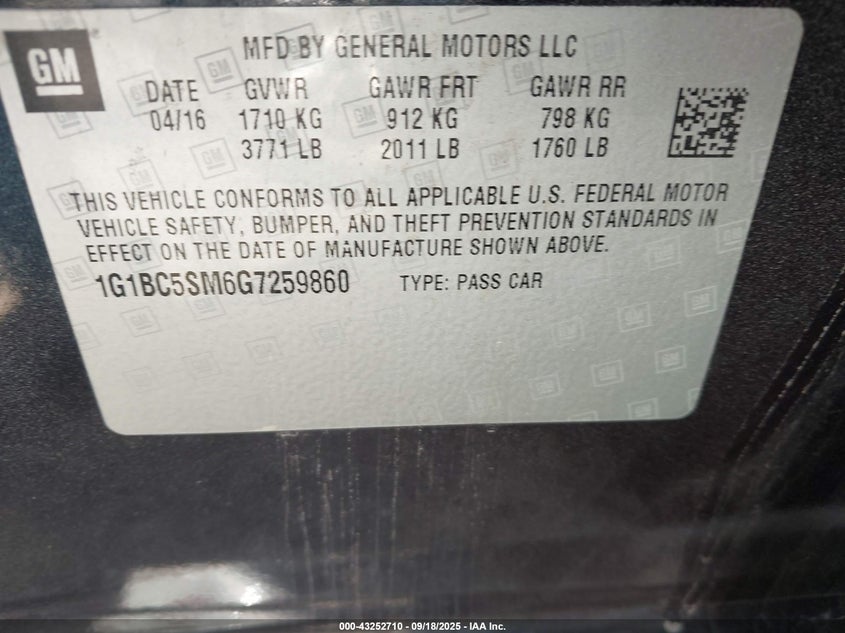 GM
MFD BY GENERAL MOTORS LLC
DATE GVWR GAWR FRT GAWR RR
04/16 1710 KG 912 KG 798 KG
3771 LB 2011 LB 1760 LB
THIS VEHICLE CONFORMS TO ALL APPLICABLE U.S. FEDERAL MOTOR
VEHICLE SAFETY, BUMPER, AND THEFT PREVENTION STANDARDS IN
EFFECT ON THE DATE OF MANUFACTURE SHOWN ABOVE.
1G1BC5SM6G7259860 TYPE: PASS CAR
000-43252710 - 09/18/2025 - IAA Inc.